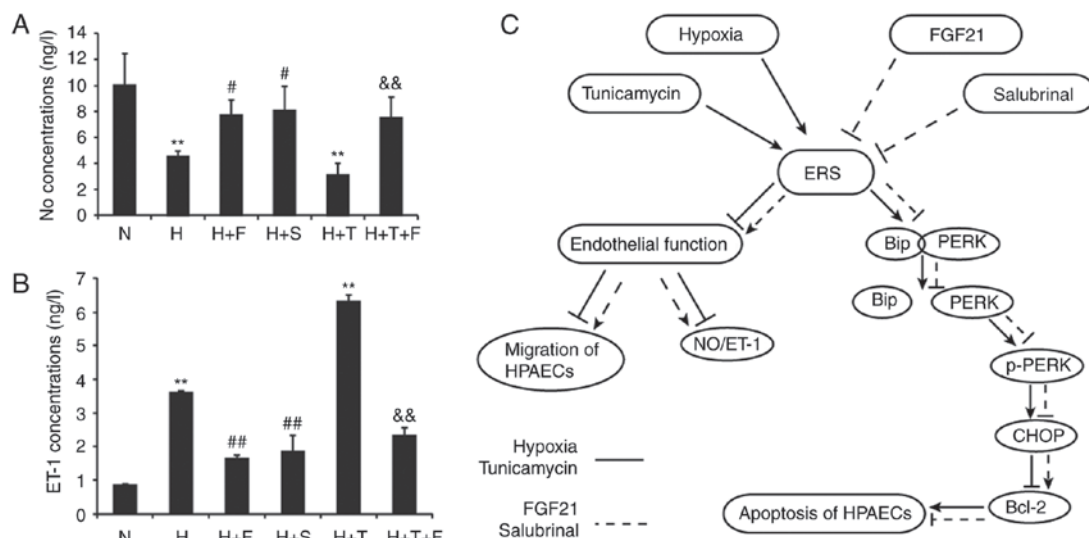 A
No concentrations (ng/l)
14
12
10
8
6
4
2
0
**
#
#
**
&&
N H H+F H+S H+T H+T+F
B
ET-1 concentrations (ng/l)
7
6
5
4
3
2
1
0
**
##
##
**
&&
N H H+F H+S H+T H+T+F
C
Hypoxia
FGF21
Tunicamycin
Salubrinal
ERS
Endothelial function
Bip
PERK
Bip
PERK
Migration of
HPAECs
NO/ET-1
p-PERK
CHOP
Bcl-2
Apoptosis of HPAECs
Hypoxia
Tunicamycin
FGF21
Salubrinal